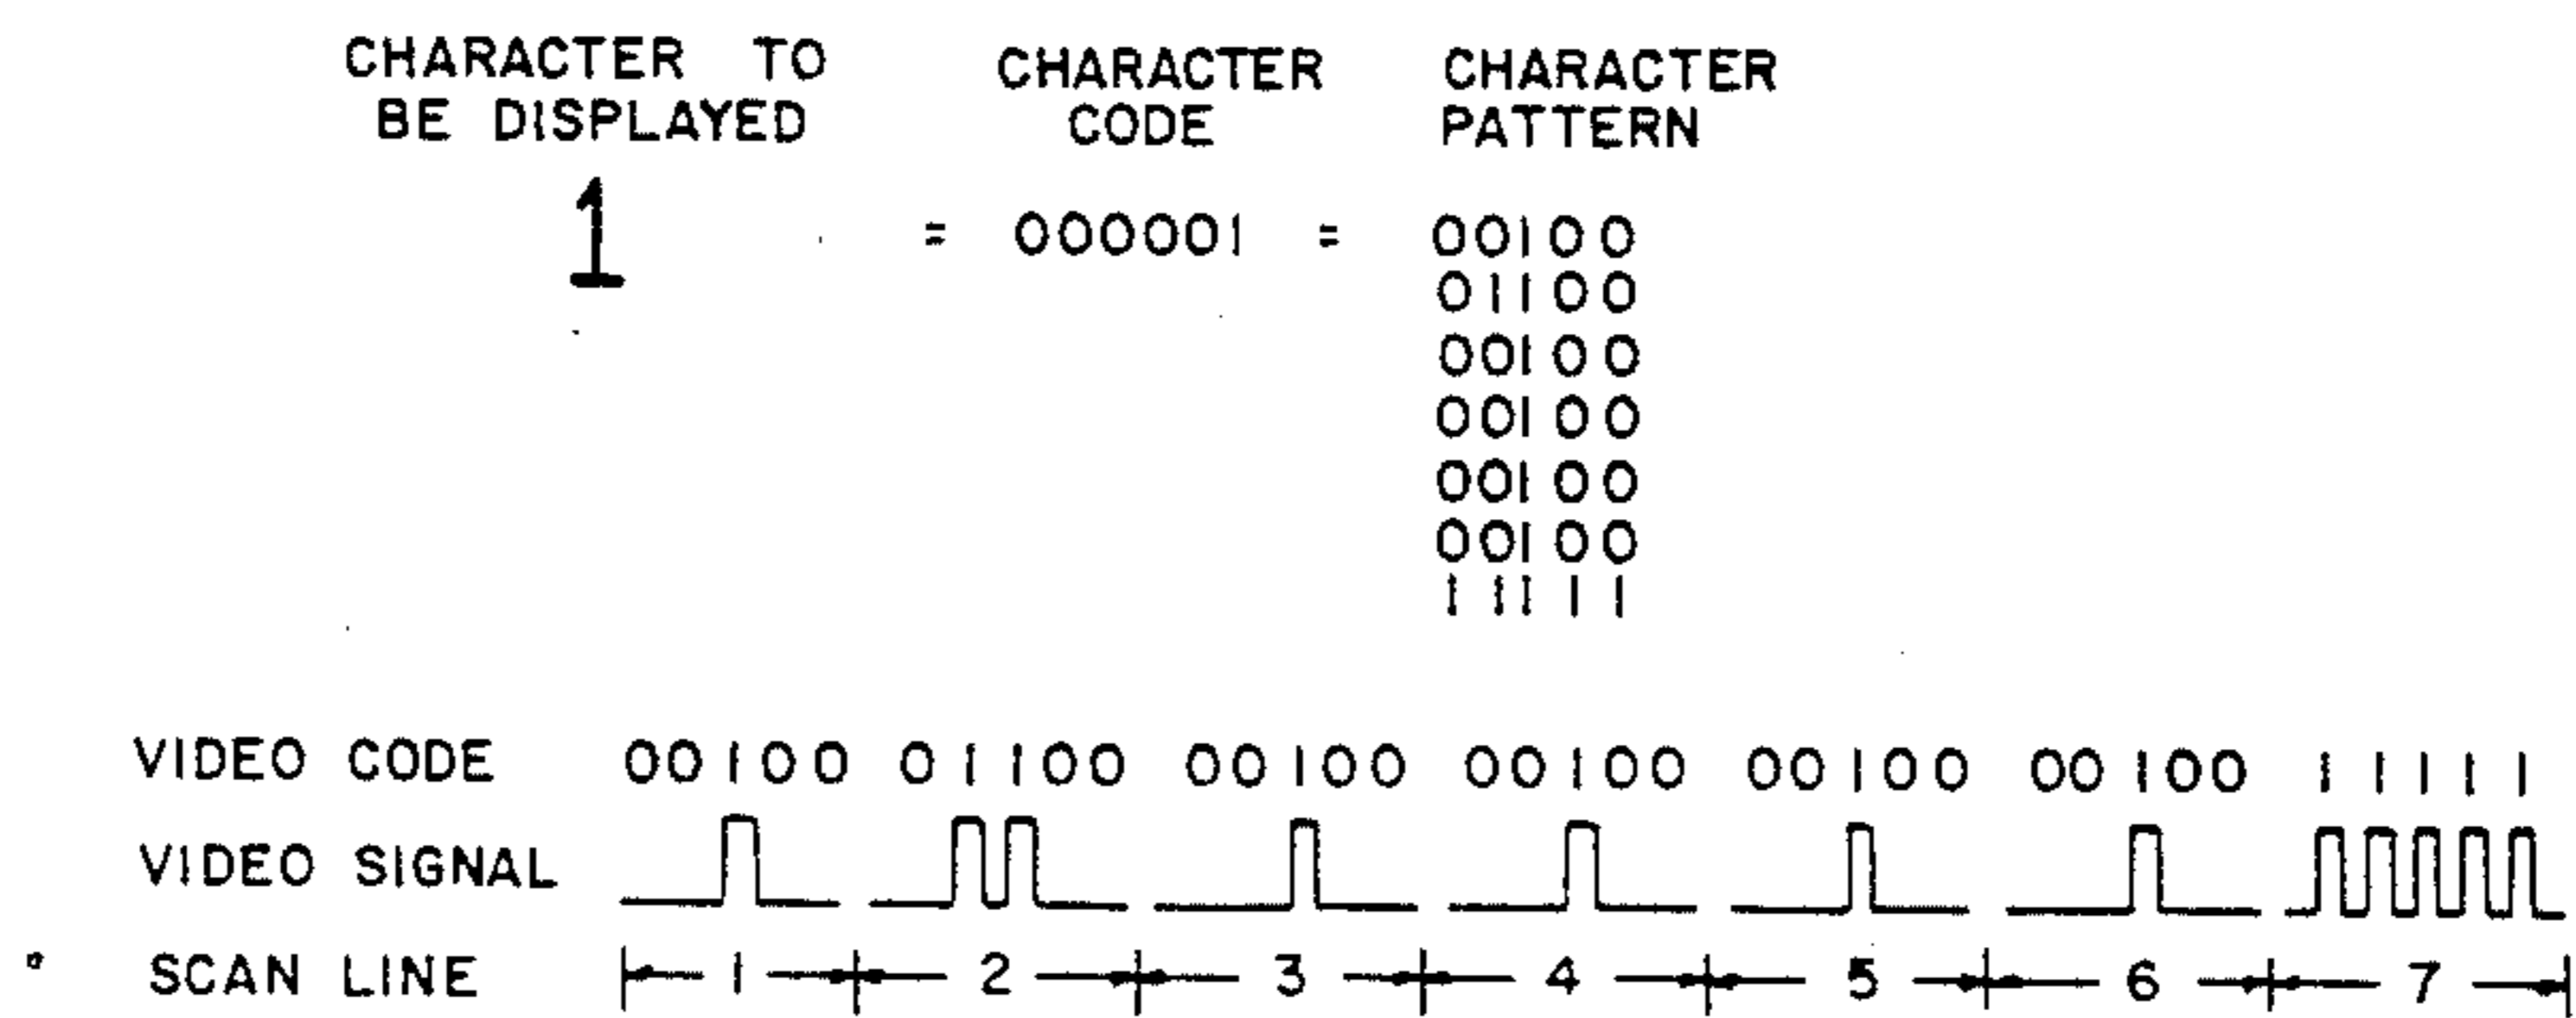 CHARACTER TO
BE DISPLAYED
CHARACTER
CODE
CHARACTER
PATTERN
1 = 000001 = 00100
01100
00100
00100
00100
00100
11111
VIDEO CODE 00100 01100 00100 00100 00100 00100 11111
VIDEO SIGNAL
SCAN LINE 1 2 3 4 5 6 7